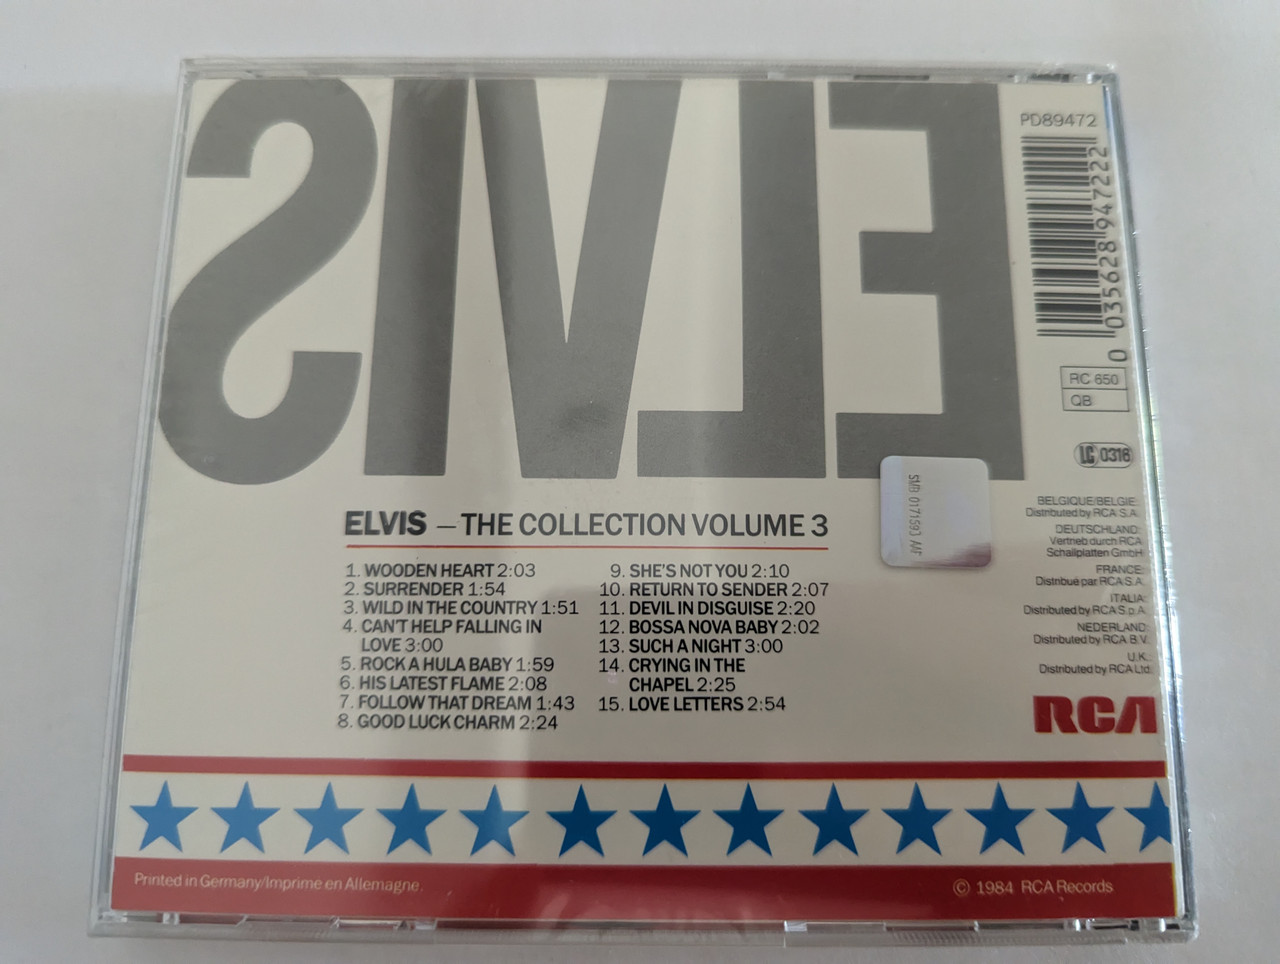 ELVIS
PD89472
0 035628 947222
RC 650
QB
LC 0316
SMB 0171593 AAF
ELVIS — THE COLLECTION VOLUME 3
1. WOODEN HEART 2:03
2. SURRENDER 1:54
3. WILD IN THE COUNTRY 1:51
4. CAN'T HELP FALLING IN
LOVE 3:00
5. ROCK A HULA BABY 1:59
6. HIS LATEST FLAME 2:08
7. FOLLOW THAT DREAM 1:43
8. GOOD LUCK CHARM 2:24
9. SHE'S NOT YOU 2:10
10. RETURN TO SENDER 2:07
11. DEVIL IN DISGUISE 2:20
12. BOSSA NOVA BABY 2:02
13. SUCH A NIGHT 3:00
14. CRYING IN THE
CHAPEL 2:25
15. LOVE LETTERS 2:54
BELGIQUE/BELGIE:
Distributed by RCA S.A.
DEUTSCHLAND:
Vertrieb durch RCA
Schallplatten GmbH
FRANCE:
Distribué par RCA S.A.
ITALIA:
Distributed by RCA S.p.A.
NEDERLAND:
Distributed by RCA B.V.
U.K.:
Distributed by RCA Ltd.
RCA
Printed in Germany/Imprime en Allemagne.
© 1984 RCA Records